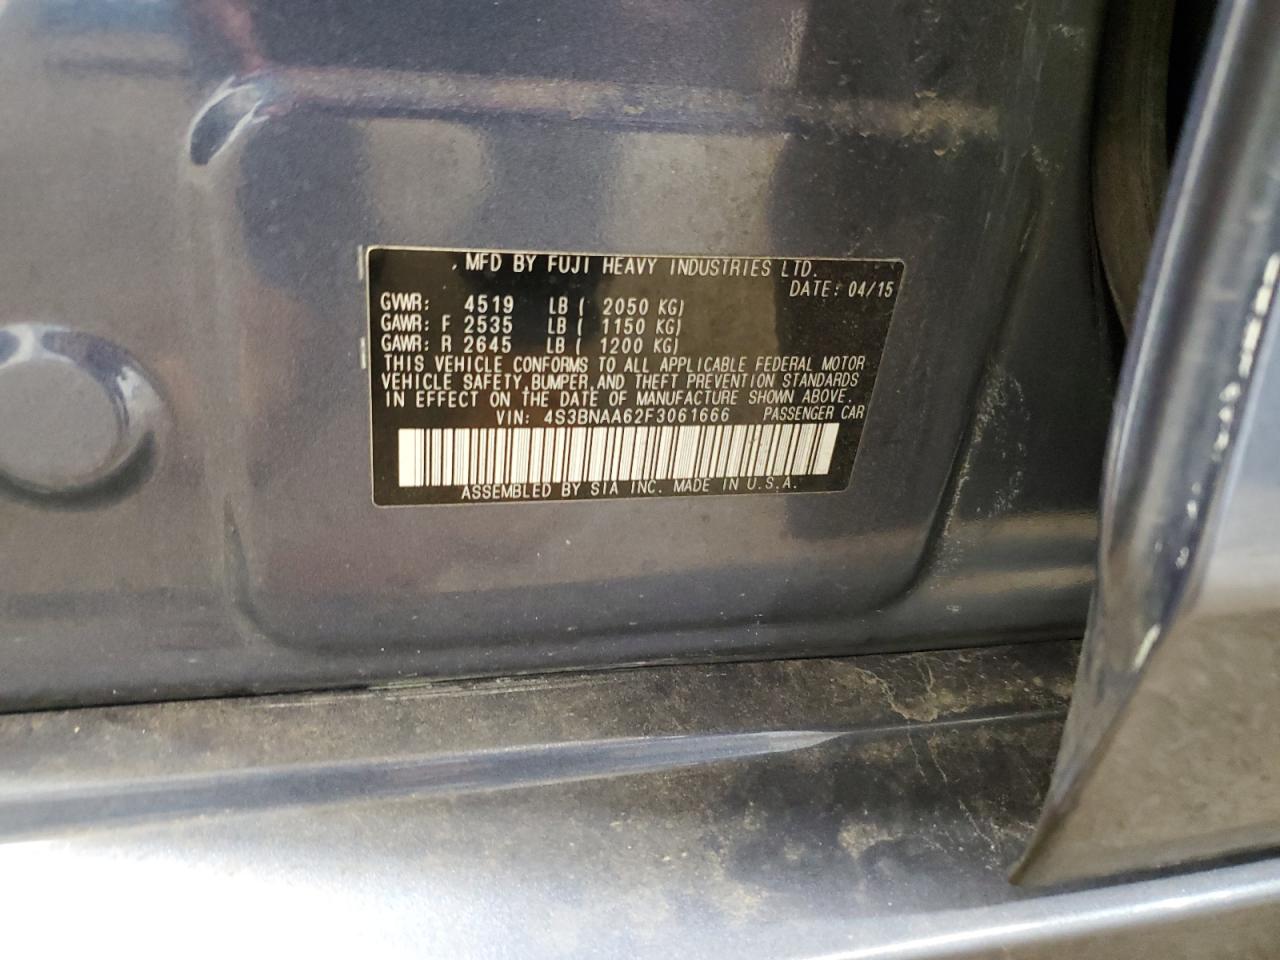 MFD BY FUJI HEAVY INDUSTRIES LTD.
DATE: 04/15
GVWR: 4519 LB ( 2050 KG)
GAWR: F 2535 LB ( 1150 KG)
GAWR: R 2645 LB ( 1200 KG)
THIS VEHICLE CONFORMS TO ALL APPLICABLE FEDERAL MOTOR
VEHICLE SAFETY, BUMPER, AND THEFT PREVENTION STANDARDS
IN EFFECT ON THE DATE OF MANUFACTURE SHOWN ABOVE.
VIN: 4S3BNAA62F3061666 PASSENGER CAR
ASSEMBLED BY SIA INC. MADE IN U.S.A.